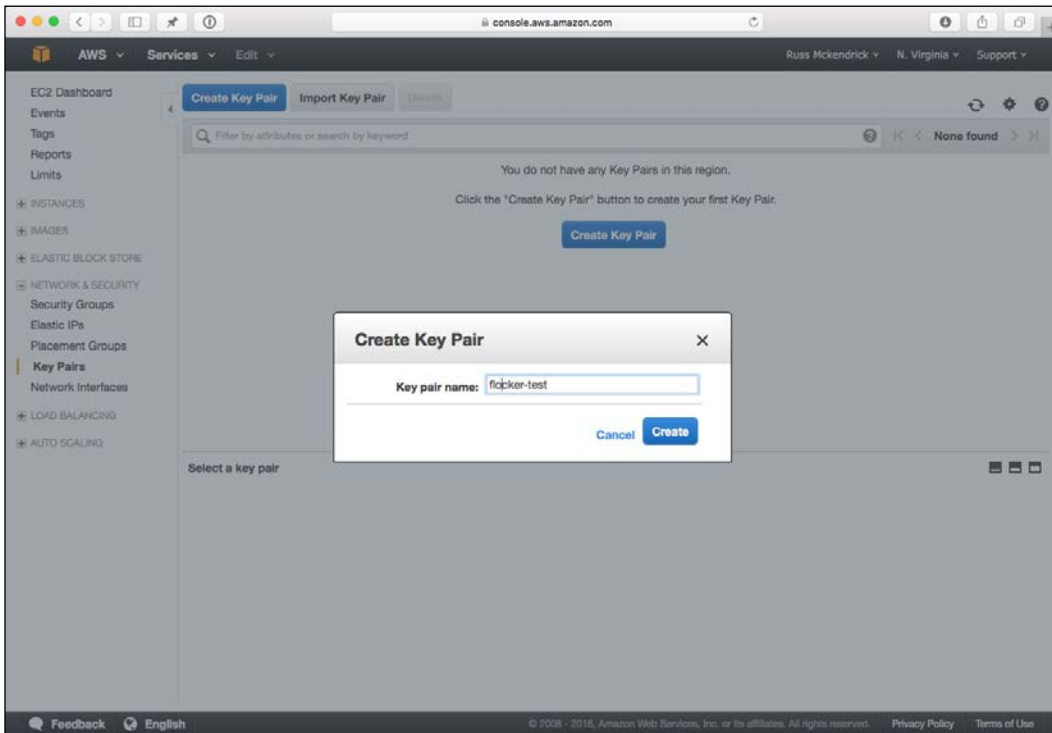 console.aws.amazon.com
AWS Services Edit Russ Mckendrick N. Virginia Support
EC2 Dashboard
Events
Tags
Reports
Limits
INSTANCES
IMAGES
ELASTIC BLOCK STORE
NETWORK & SECURITY
Security Groups
Elastic IPs
Placement Groups
Key Pairs
Network Interfaces
LOAD BALANCING
AUTO SCALING
Create Key Pair Import Key Pair Delete
Filter by attributes or search by keyword None found
You do not have any Key Pairs in this region.
Click the "Create Key Pair" button to create your first Key Pair.
Create Key Pair
Create Key Pair
Key pair name: flocker-test
Cancel Create
Select a key pair
Feedback English © 2008 - 2016, Amazon Web Services, Inc. or its affiliates. All rights reserved. Privacy Policy Terms of Use